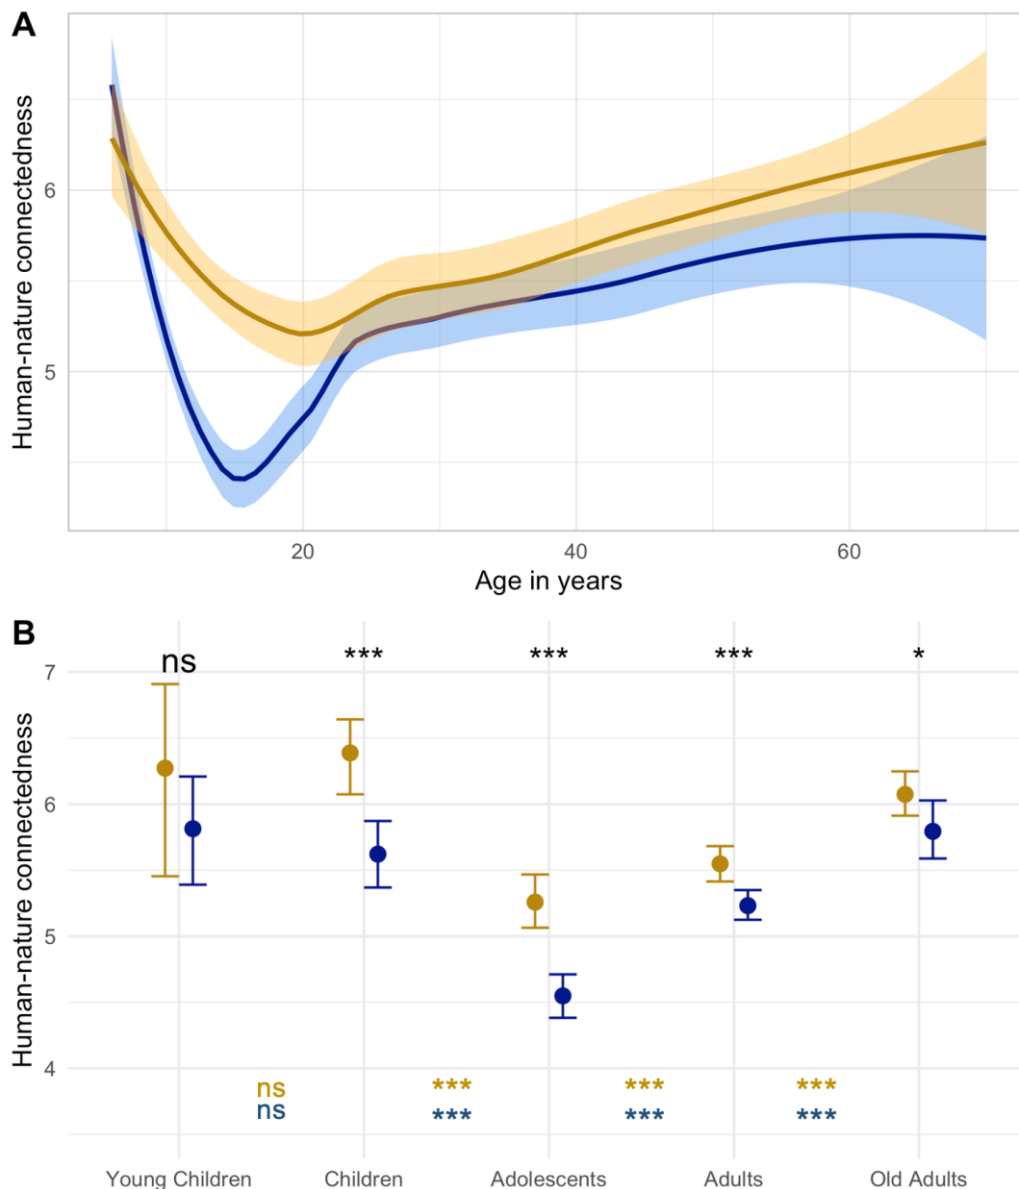 A
Human-nature connectedness
6
5
20 40 60
Age in years
B
Human-nature connectedness
7
6
5
4
ns *** *** *** *
ns *** *** ***
ns *** *** ***
Young Children Children Adolescents Adults Old Adults